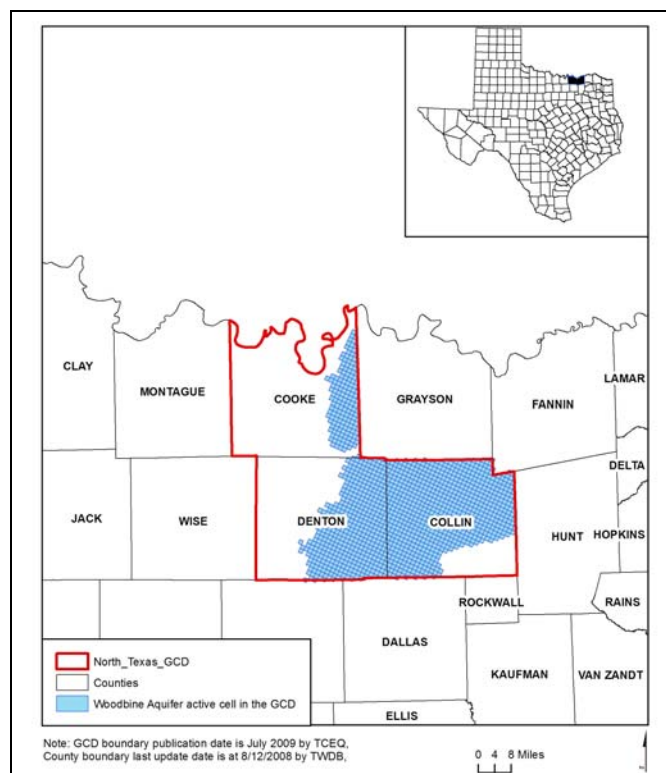 CLAY
MONTAGUE
COOKE
GRAYSON
FANNIN
LAMAR
DELTA
JACK
WISE
DENTON
COLLIN
HUNT
HOPKINS
ROCKWALL
RAINS
DALLAS
KAUFMAN
VAN ZANDT
ELLIS
North_Texas_GCD
Counties
Woodbine Aquifer active cell in the GCD
Note: GCD boundary publication date is July 2009 by TCEQ,
County boundary last update date is at 8/12/2008 by TWDB,
0 4 8 Miles